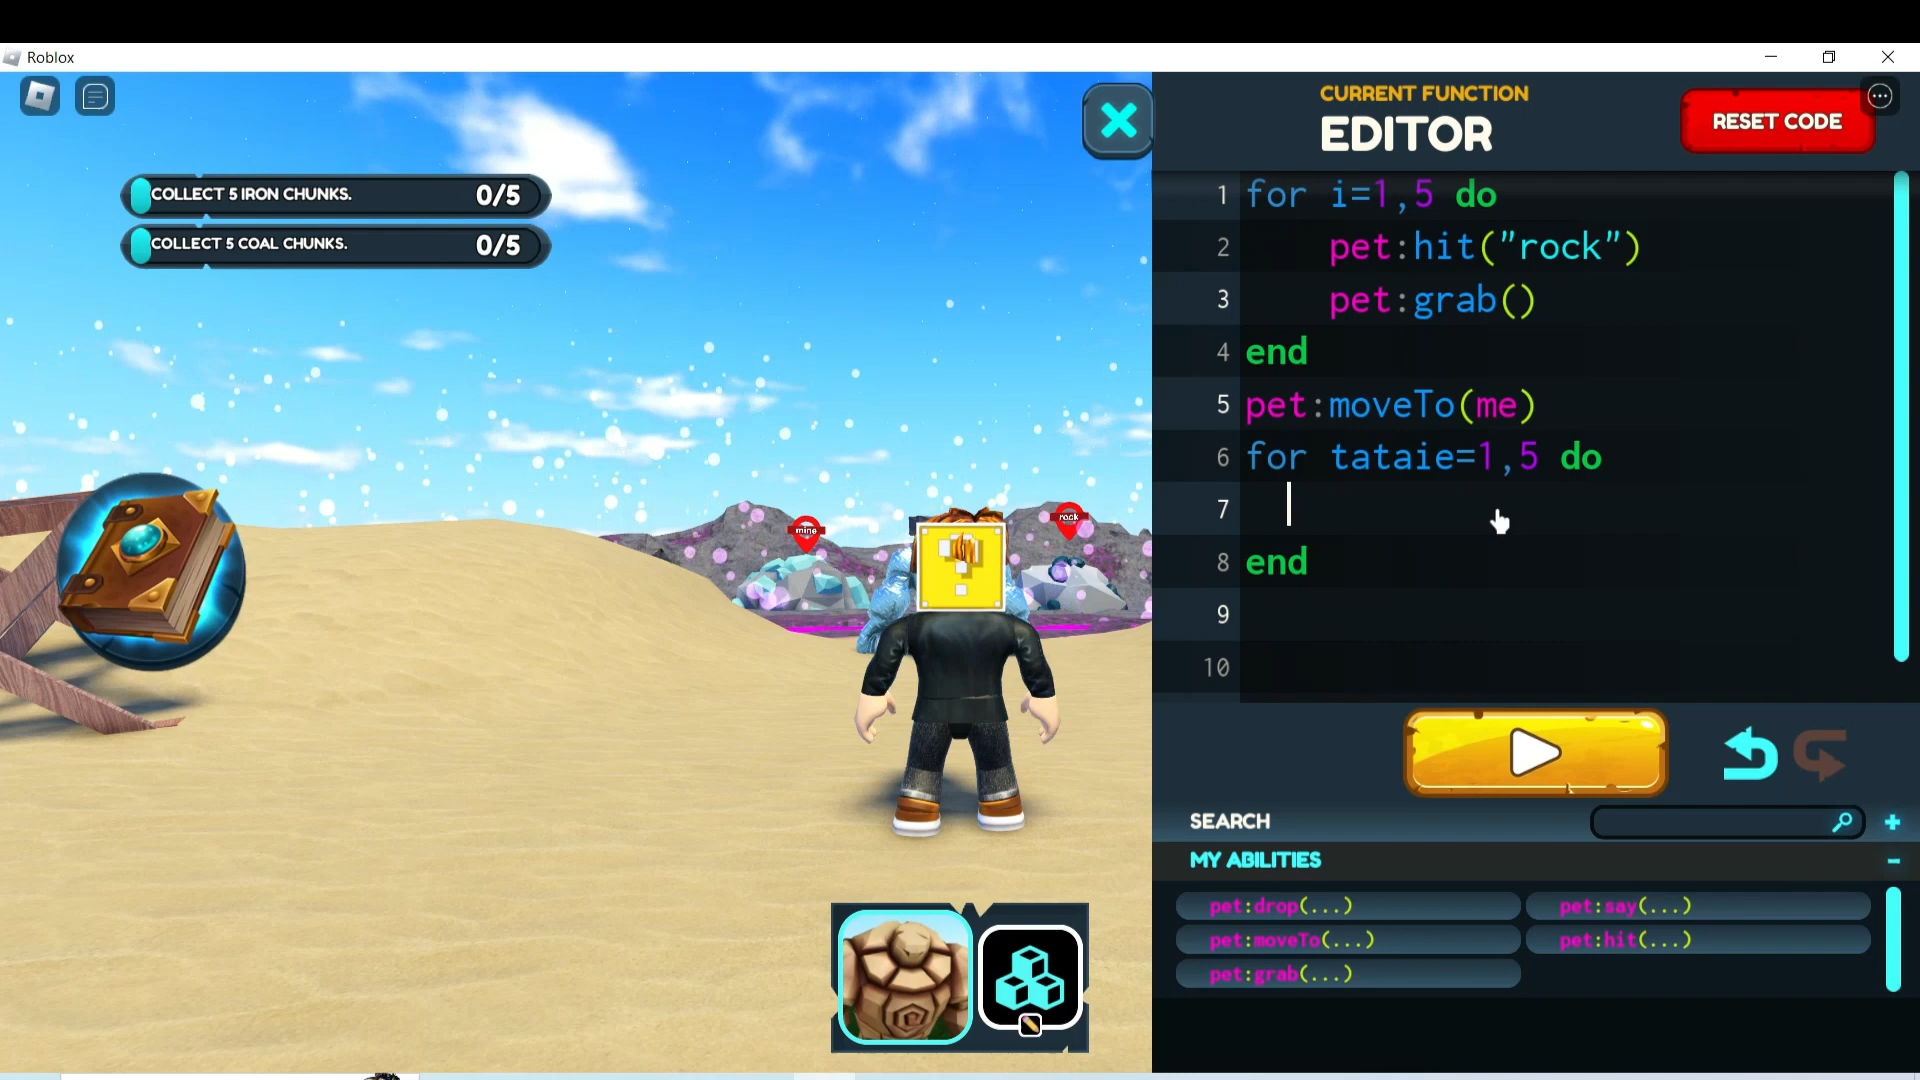 Roblox
COLLECT 5 IRON CHUNKS. 0/5
COLLECT 5 COAL CHUNKS. 0/5
mine
rock
CURRENT FUNCTION
EDITOR
RESET CODE
1 for i=1,5 do
2 pet:hit("rock")
3 pet:grab()
4 end
5 pet:moveTo(me)
6 for tataie=1,5 do
7
8 end
9
10
SEARCH
MY ABILITIES
pet:drop(...) pet:say(...)
pet:moveTo(...) pet:hit(...)
pet:grab(...)